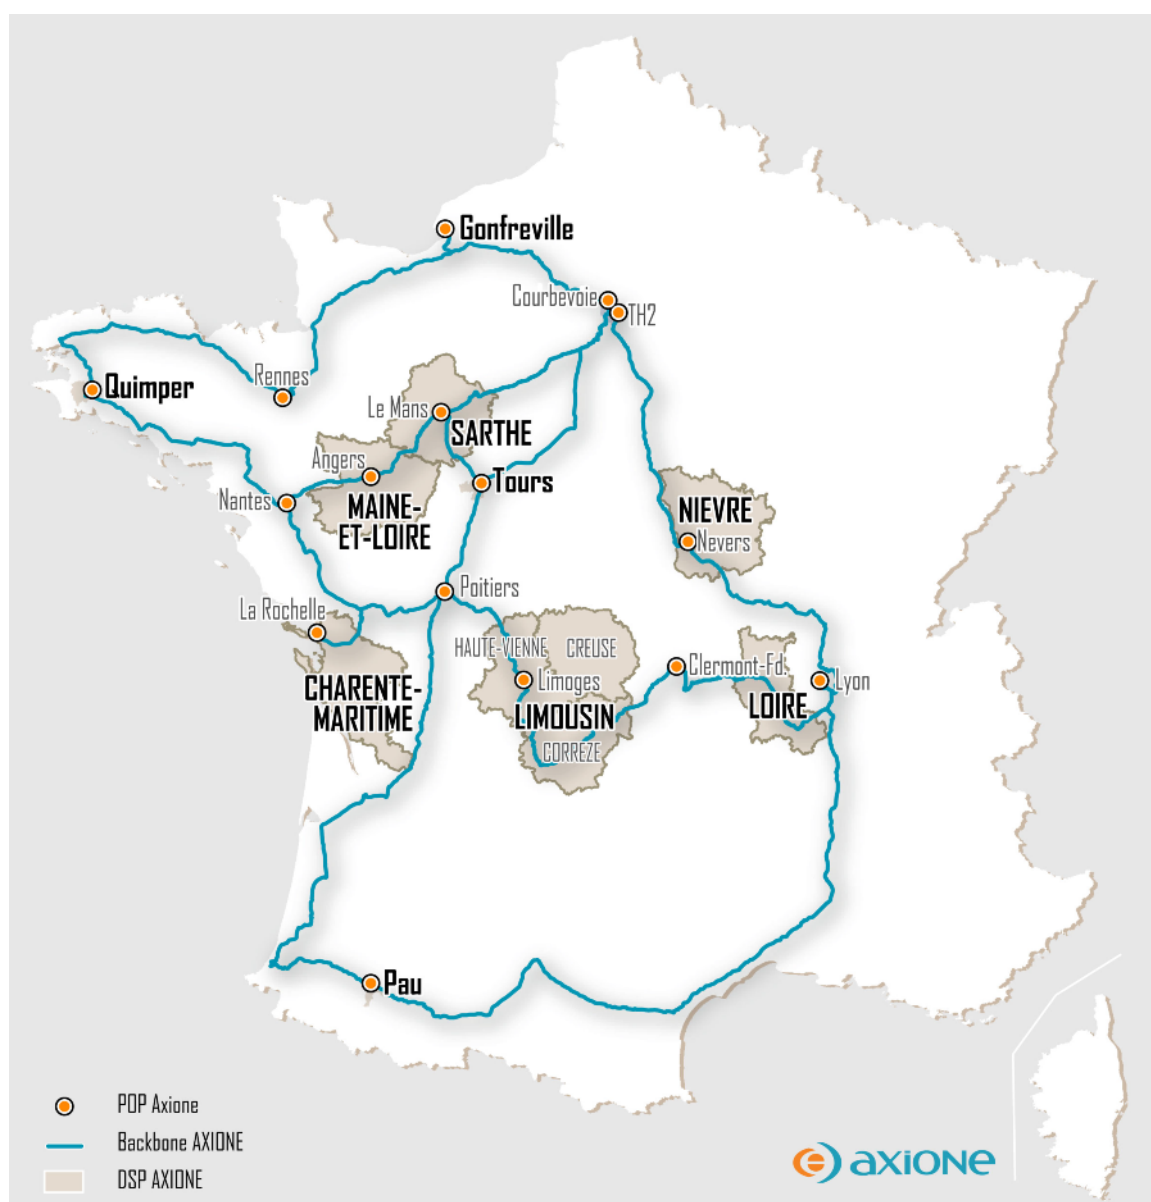 Gonfreville
Courbevoie
TH2
Rennes
Quimper
Le Mans
SARTHE
Angers
Tours
Nantes
MAINE-
ET-LOIRE
NIEVRE
Nevers
Poitiers
La Rochelle
HAUTE-VIENNE
CREUSE
Clermont-Fd.
Limoges
Lyon
CHARENTE-
MARITIME
LIMOUSIN
LOIRE
CORREZE
Pau
POP Axione
Backbone AXIONE
DSP AXIONE
e axione